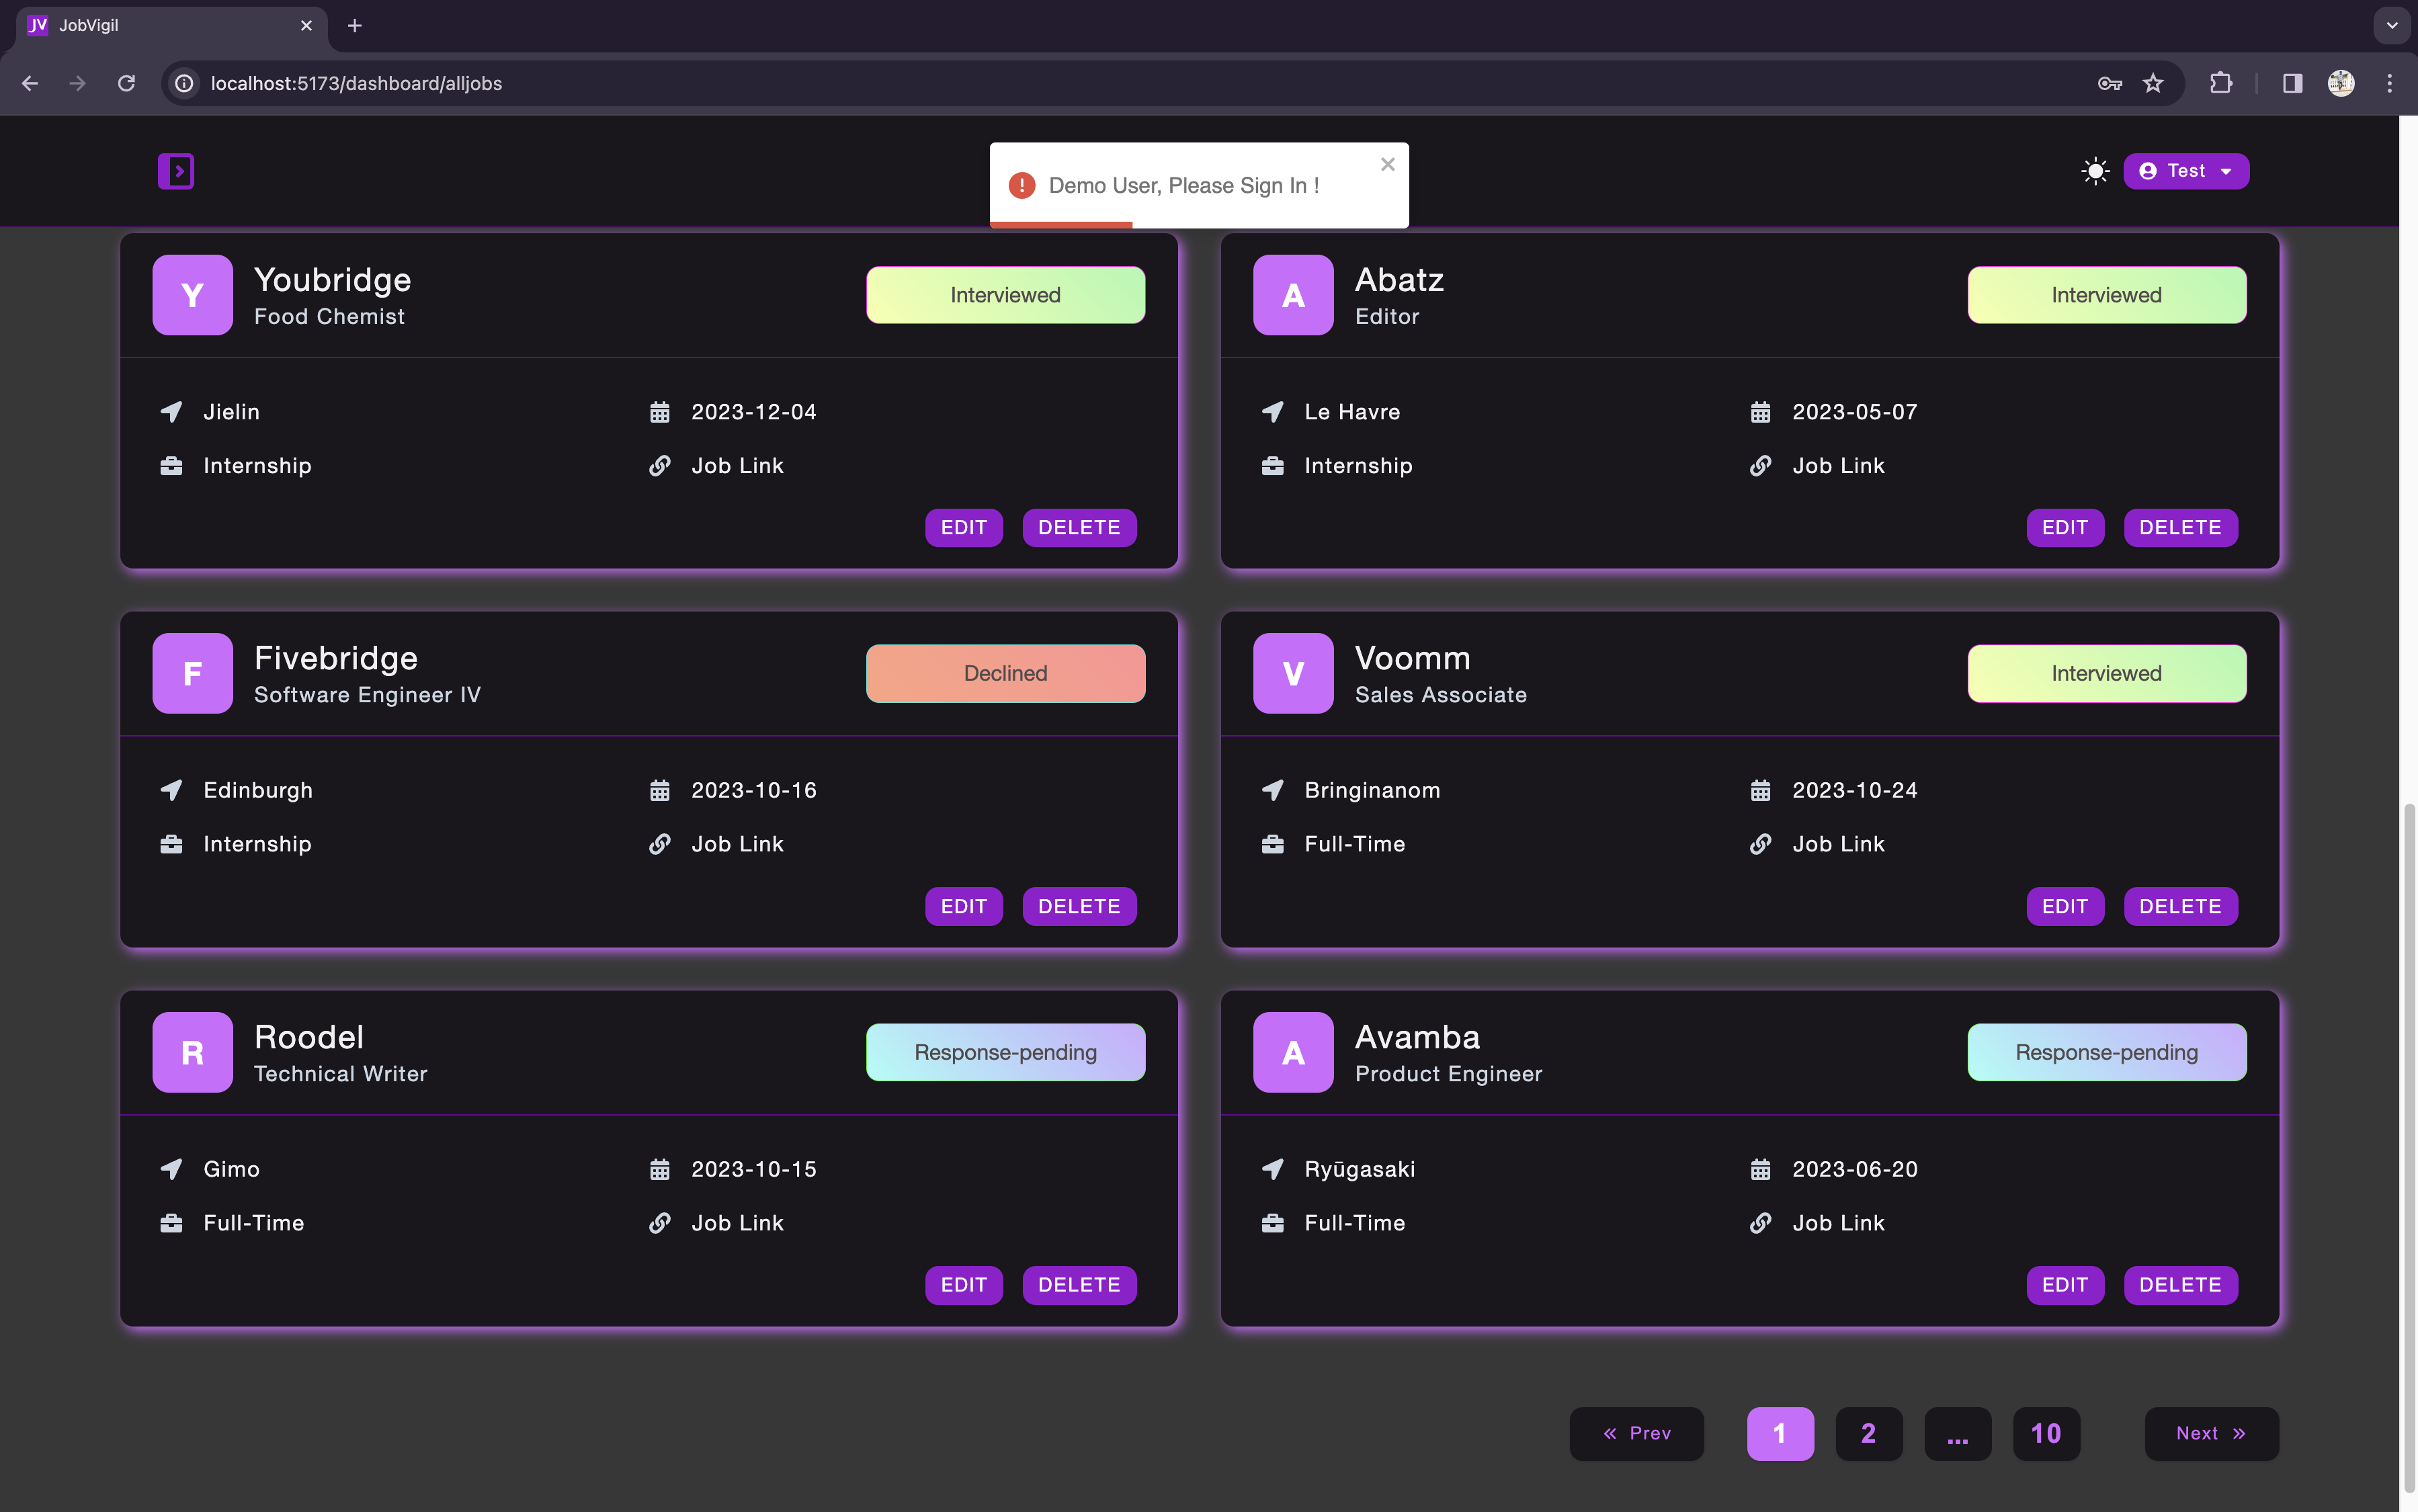 JV JobVigil
localhost:5173/dashboard/alljobs
Demo User, Please Sign In !
Test
Y
Youbridge
Food Chemist
Interviewed
Jielin
2023-12-04
Internship
Job Link
EDIT
DELETE
A
Abatz
Editor
Interviewed
Le Havre
2023-05-07
Internship
Job Link
EDIT
DELETE
F
Fivebridge
Software Engineer IV
Declined
Edinburgh
2023-10-16
Internship
Job Link
EDIT
DELETE
V
Voomm
Sales Associate
Interviewed
Bringinanom
2023-10-24
Full-Time
Job Link
EDIT
DELETE
R
Roodel
Technical Writer
Response-pending
Gimo
2023-10-15
Full-Time
Job Link
EDIT
DELETE
A
Avamba
Product Engineer
Response-pending
Ryūgasaki
2023-06-20
Full-Time
Job Link
EDIT
DELETE
« Prev 1 2 ... 10 Next »